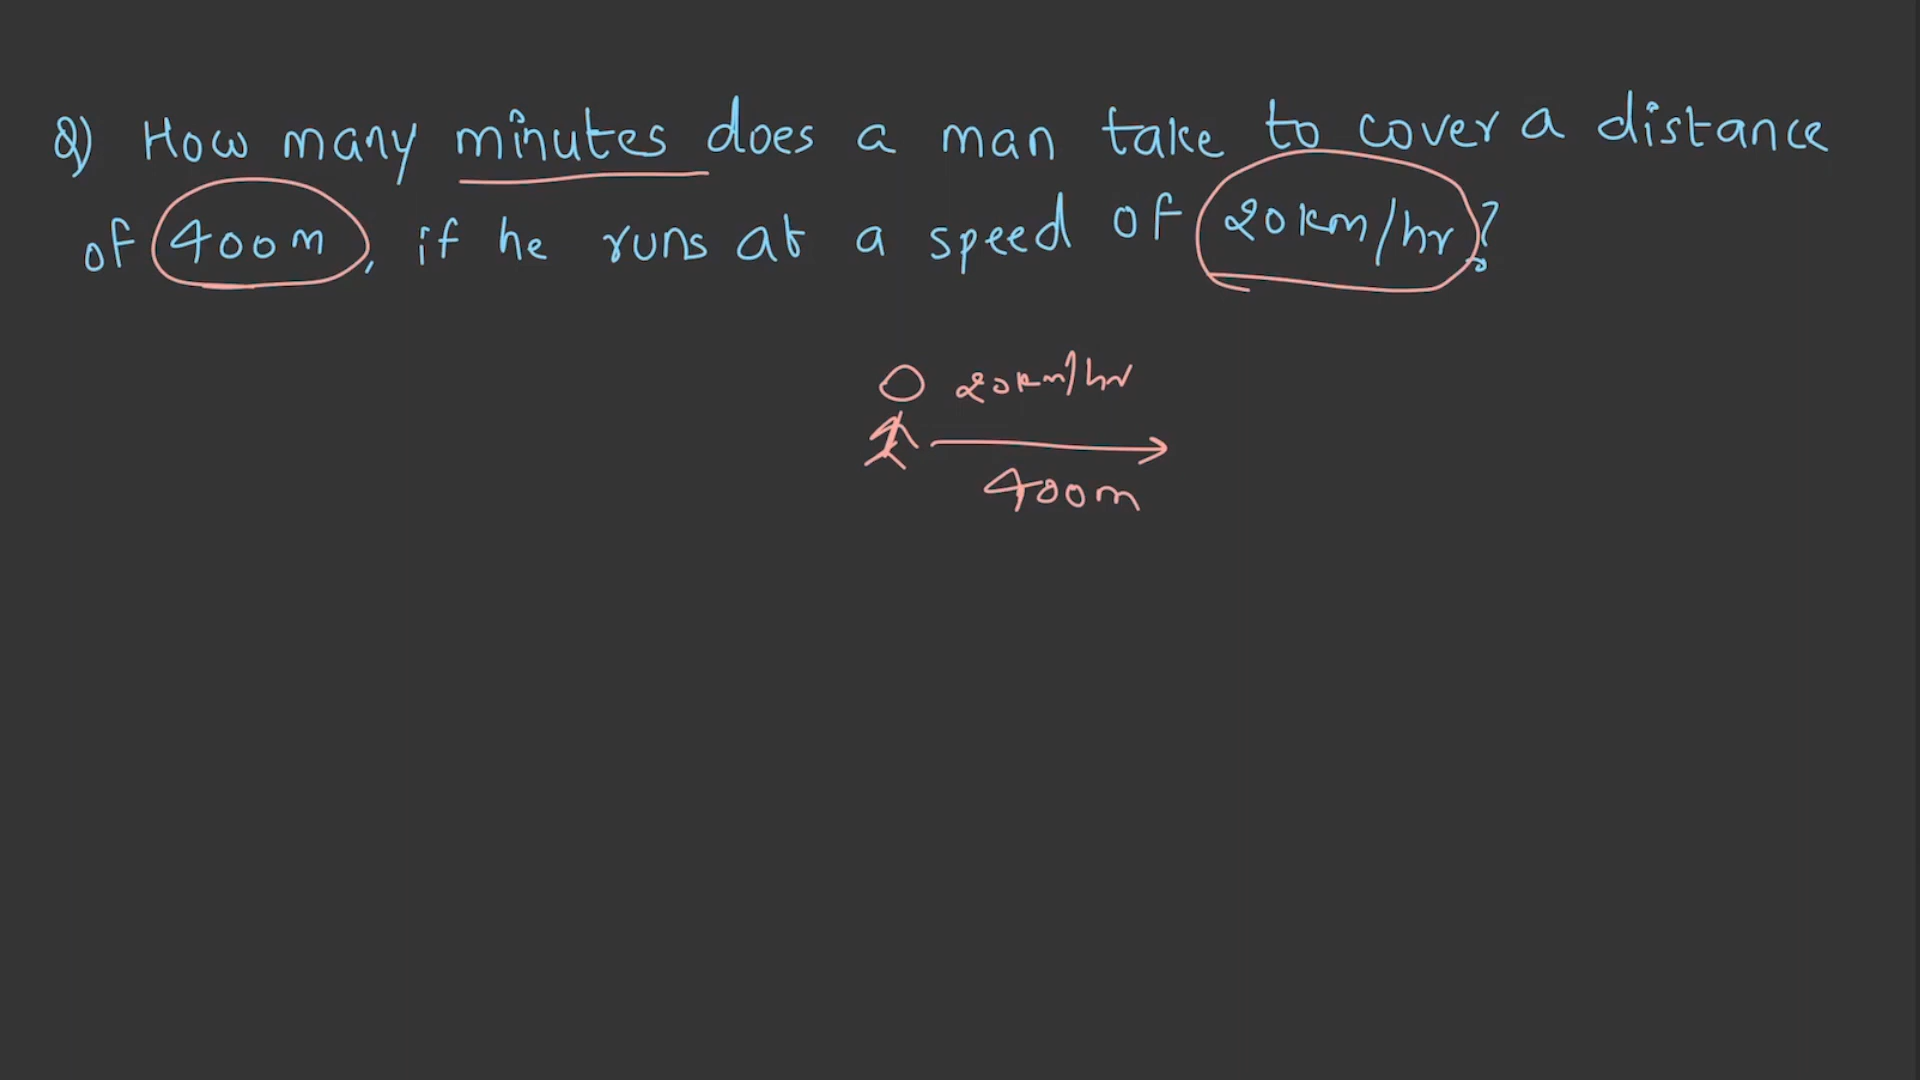 Q) How many minutes does a man take to cover a distance
of 400m, if he runs at a speed of 20km/hr?
20km/hr
400m